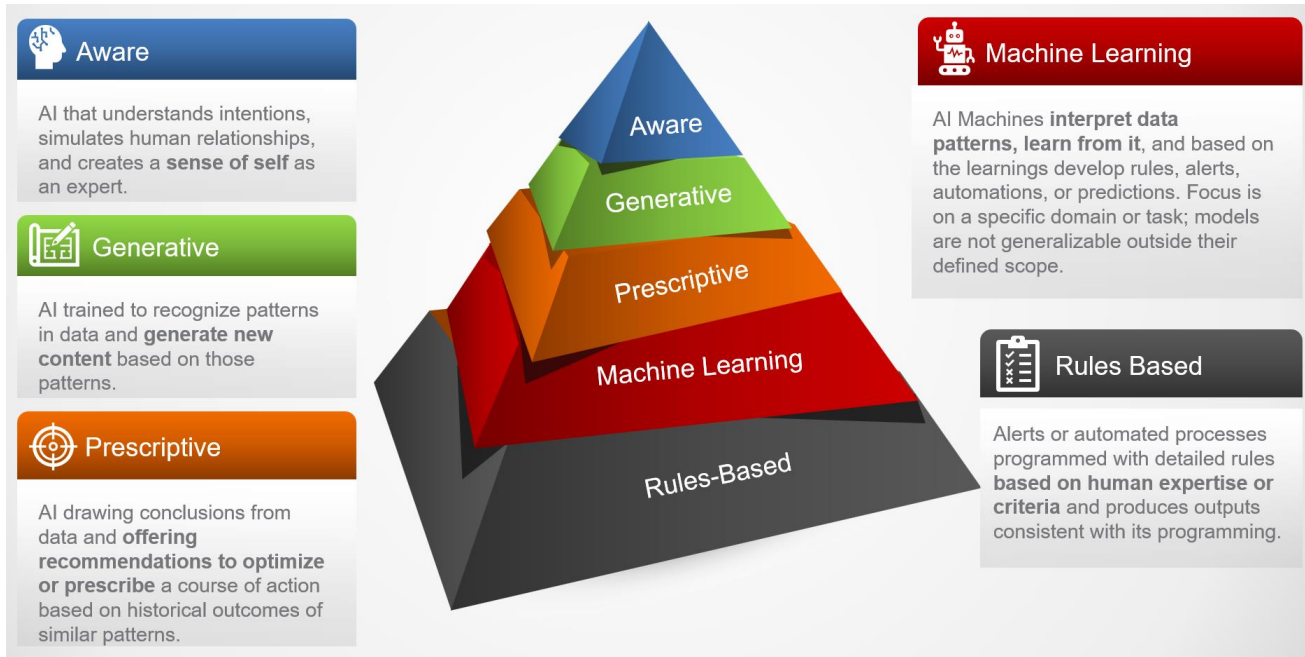 Aware
AI that understands intentions,
simulates human relationships,
and creates a sense of self as
an expert.
Generative
AI trained to recognize patterns
in data and generate new
content based on those
patterns.
Prescriptive
AI drawing conclusions from
data and offering
recommendations to optimize
or prescribe a course of action
based on historical outcomes of
similar patterns.
Aware
Generative
Prescriptive
Machine Learning
Rules-Based
Machine Learning
AI Machines interpret data
patterns, learn from it, and based on
the learnings develop rules, alerts,
automations, or predictions. Focus is
on a specific domain or task; models
are not generalizable outside their
defined scope.
Rules Based
Alerts or automated processes
programmed with detailed rules
based on human expertise or
criteria and produces outputs
consistent with its programming.